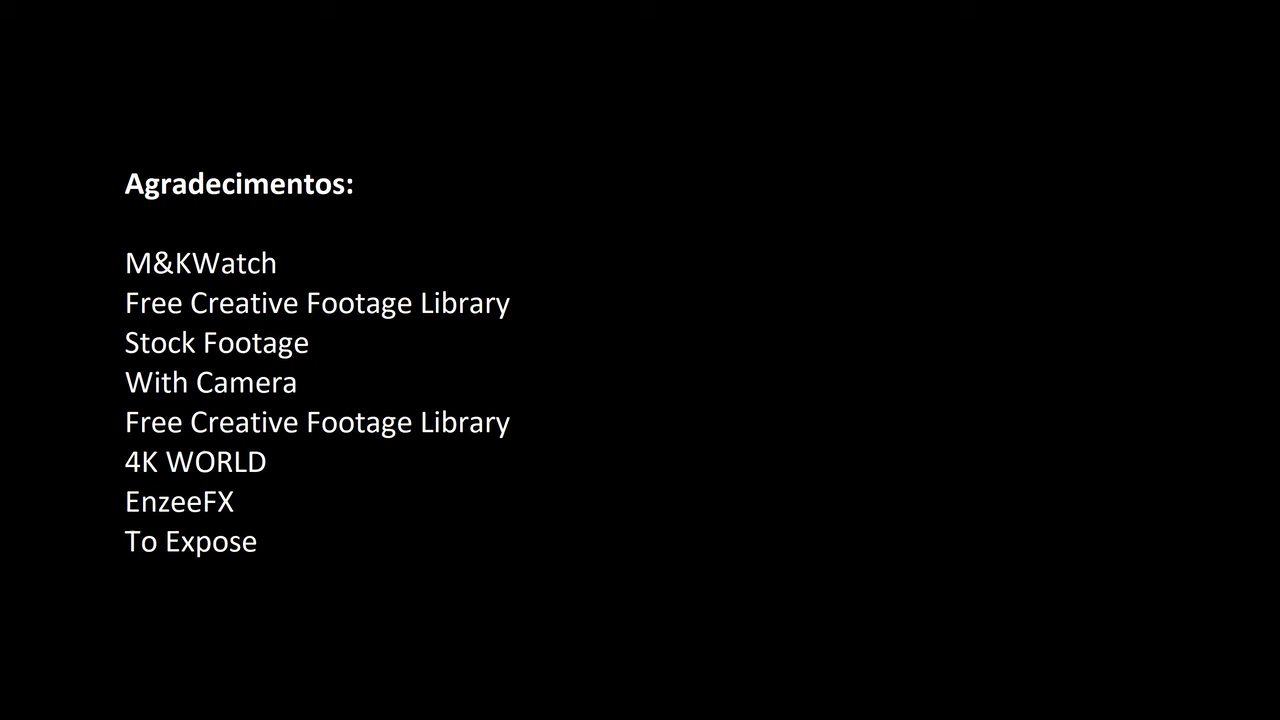 Agradecimentos:
M&KWatch
Free Creative Footage Library
Stock Footage
With Camera
Free Creative Footage Library
4K WORLD
EnzeeFX
To Expose